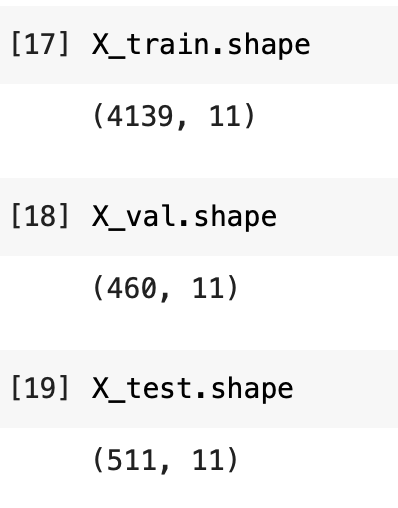 [17] X_train.shape
(4139, 11)
[18] X_val.shape
(460, 11)
[19] X_test.shape
(511, 11)